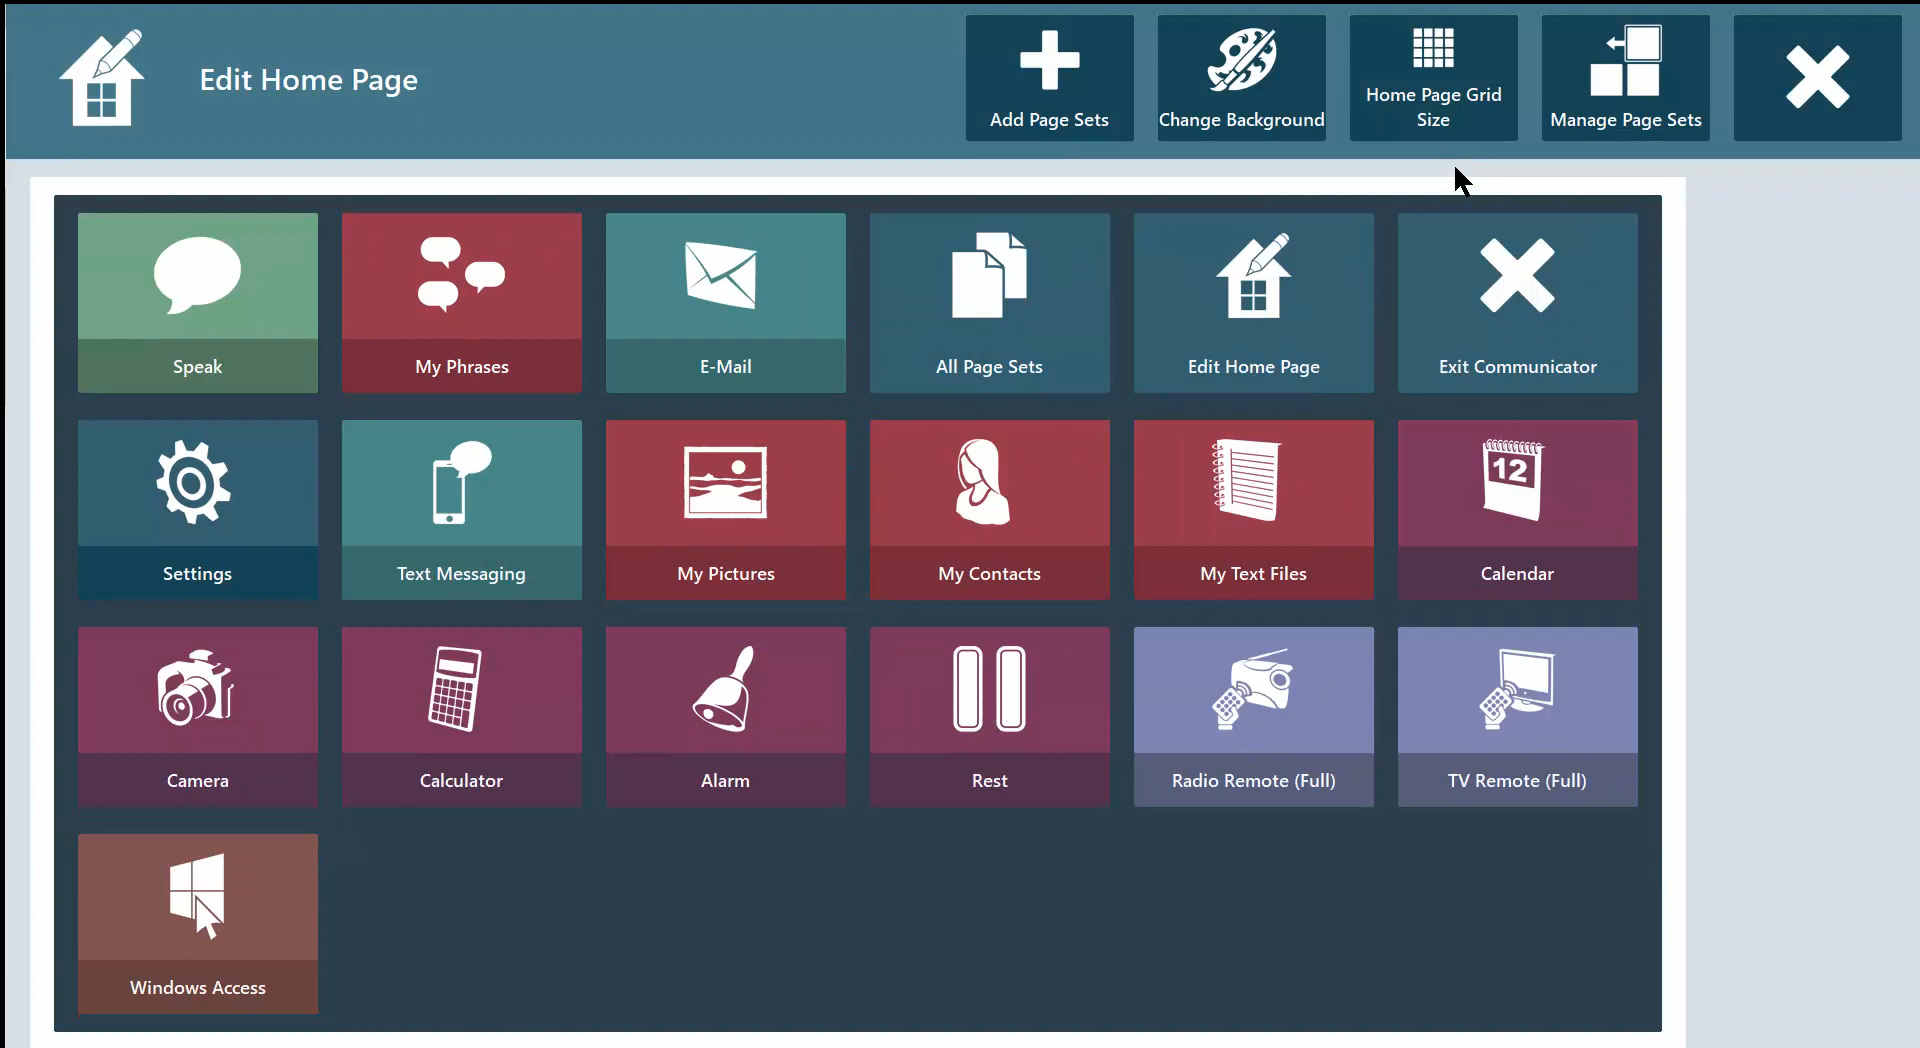 Edit Home Page
Add Page Sets
Change Background
Home Page Grid
Size
Manage Page Sets
Speak
My Phrases
E-Mail
All Page Sets
Edit Home Page
Exit Communicator
12
Settings
Text Messaging
My Pictures
My Contacts
My Text Files
Calendar
Camera
Calculator
Alarm
Rest
Radio Remote (Full)
TV Remote (Full)
Windows Access